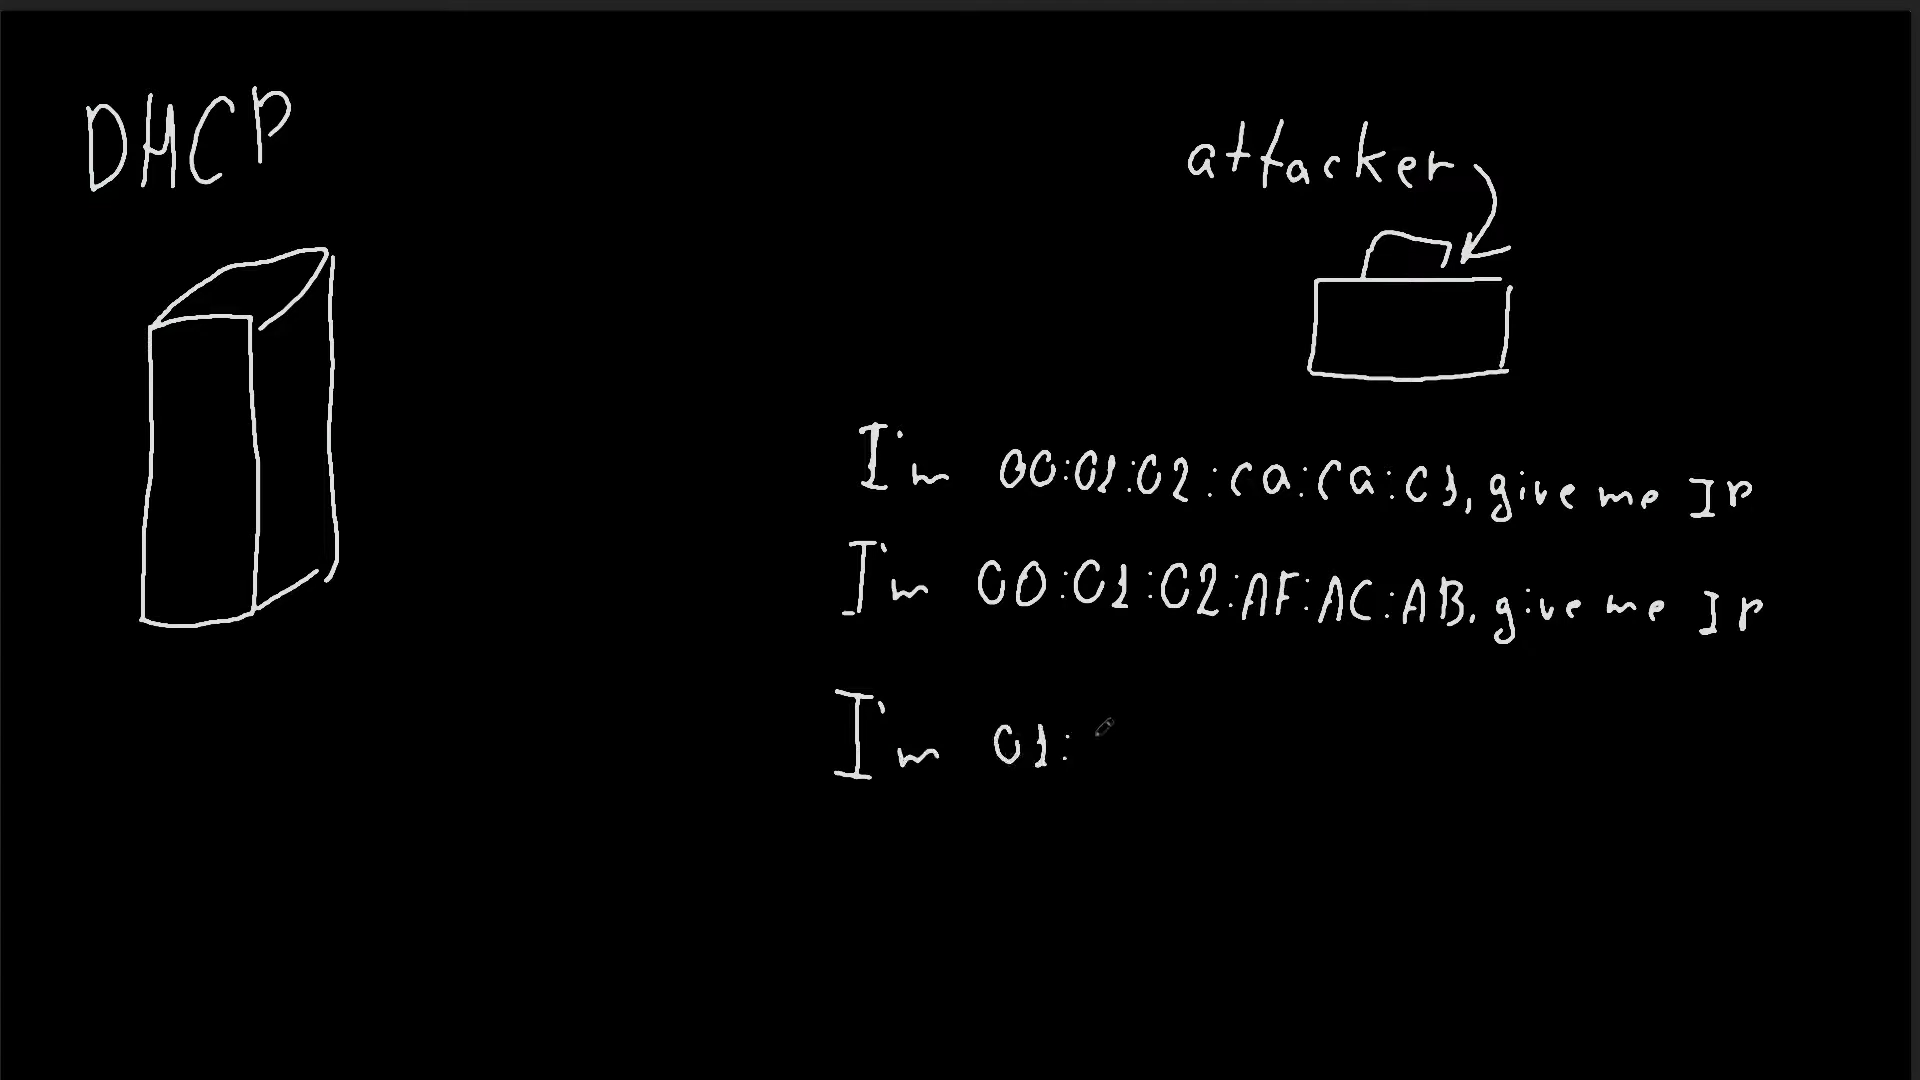 DHCP
attacker
I'm 00:01:02:CA:CA:C1, give me IP
I'm 00:01:02:AF:AC:AB, give me IP
I'm 01: